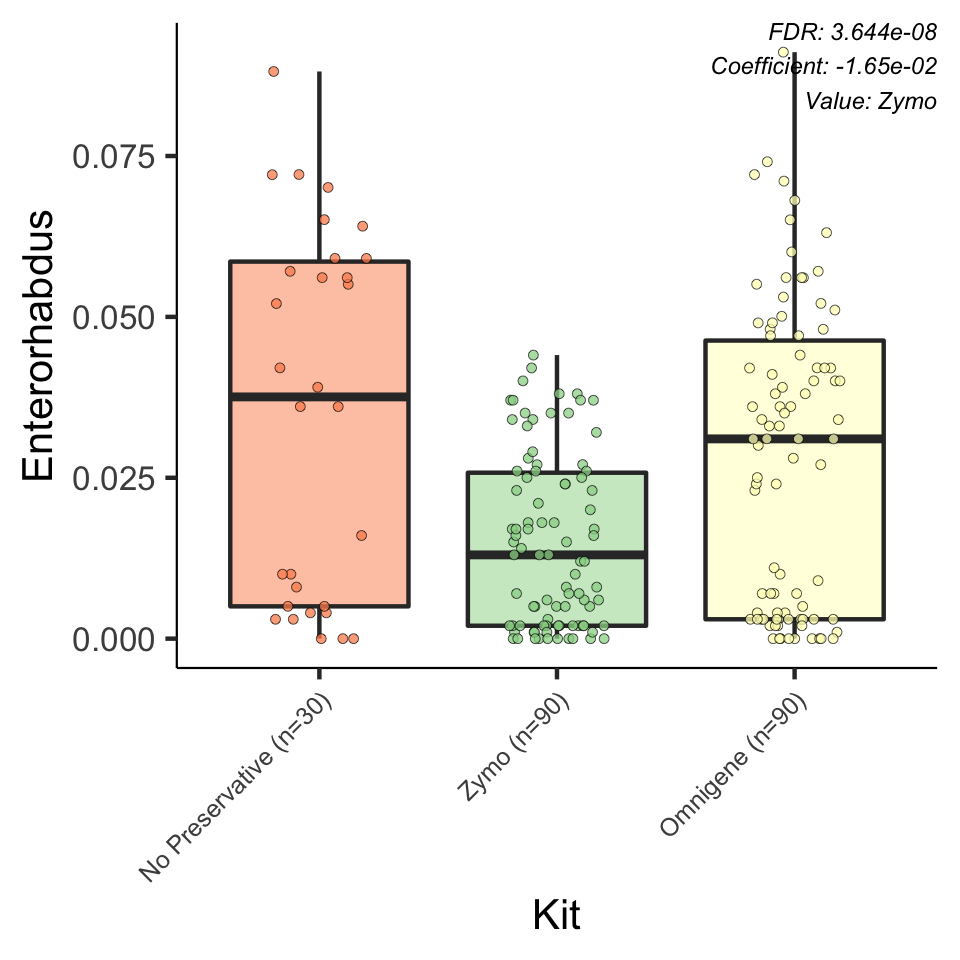 FDR: 3.644e-08
Coefficient: -1.65e-02
Value: Zymo
Enterorhabdus
0.075
0.050
0.025
0.000
No Preservative (n=30)
Zymo (n=90)
Omnigene (n=90)
Kit